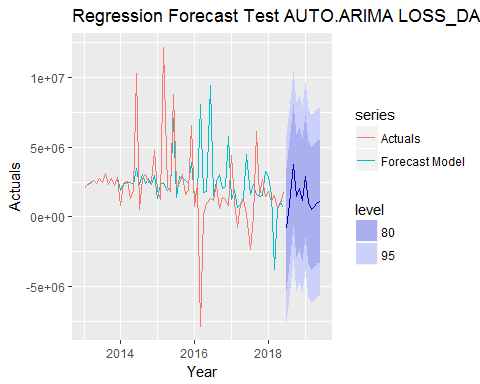 Regression Forecast Test AUTO.ARIMA LOSS_DA
1e+07
5e+06
0e+00
-5e+06
Actuals
2014
2016
2018
Year
series
Actuals
Forecast Model
level
80
95